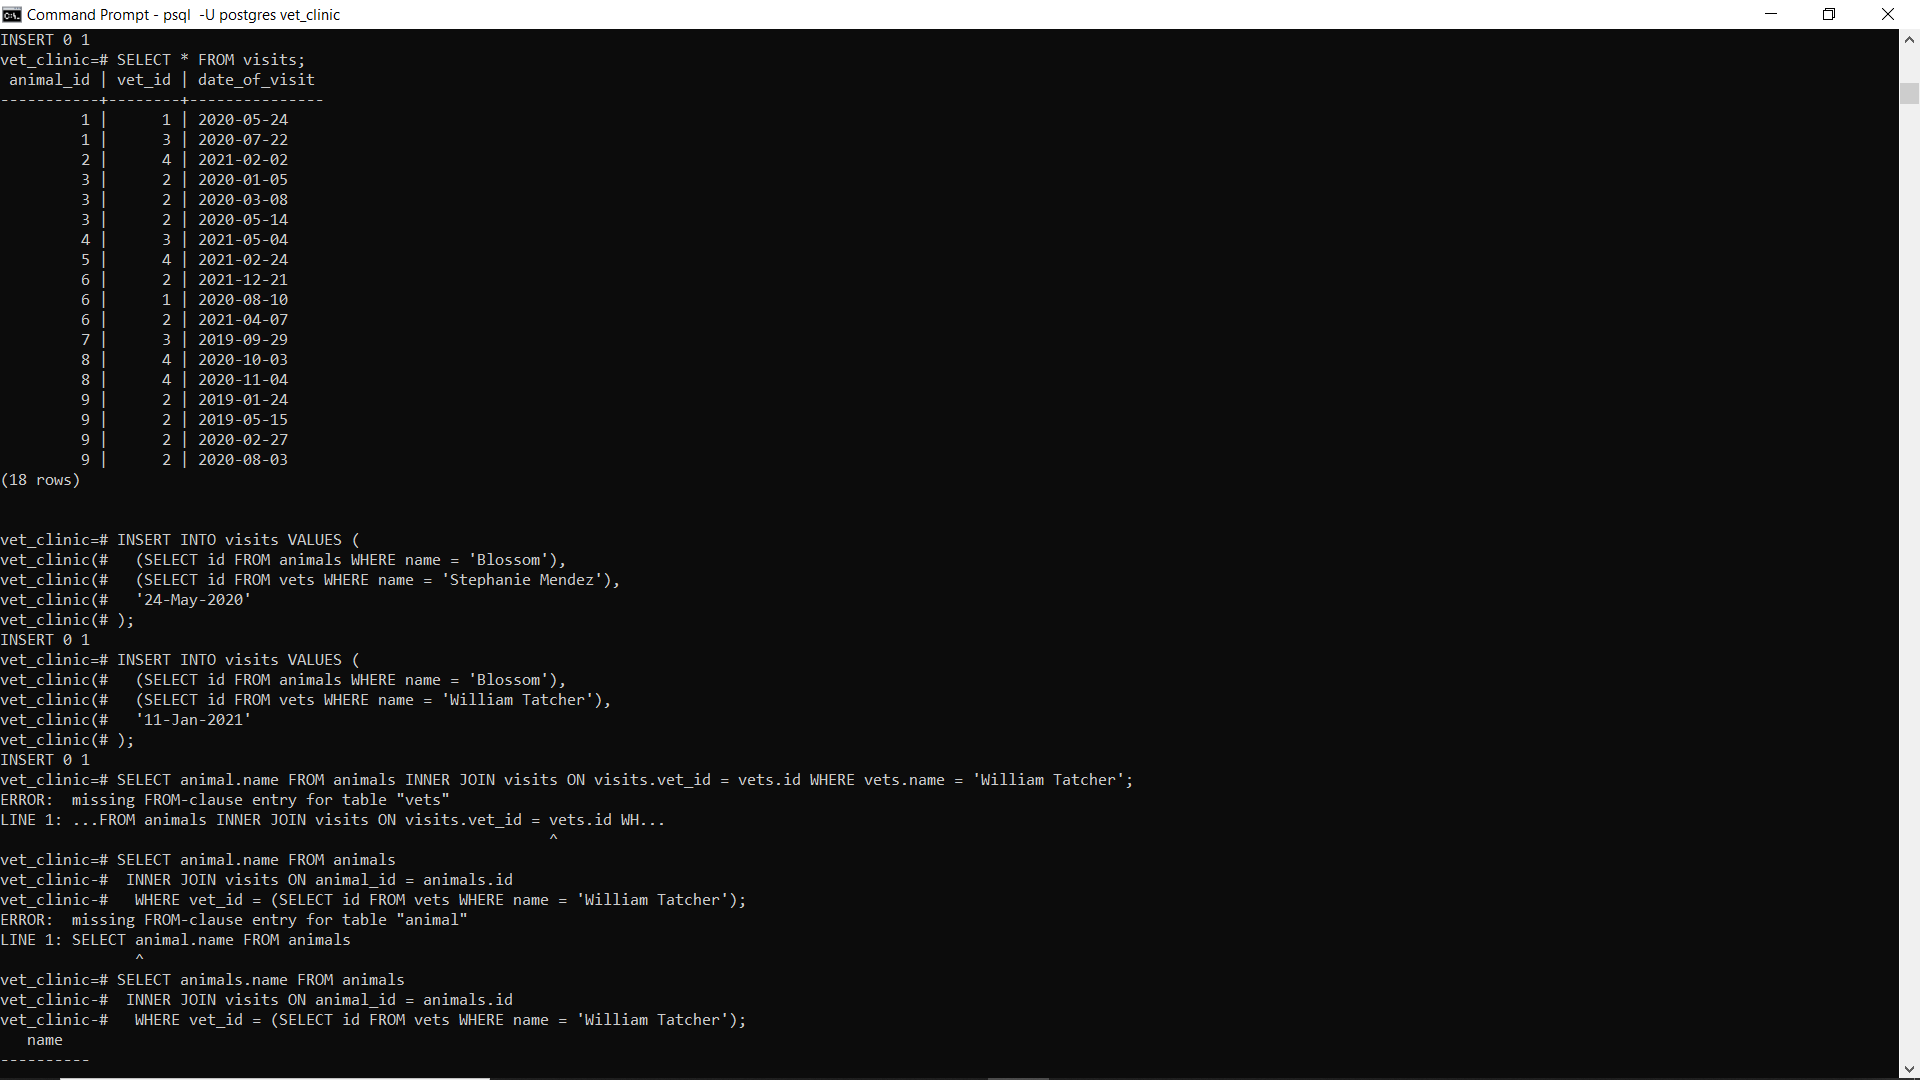 Command Prompt - psql  -U postgres vet_clinic
INSERT 0 1
vet_clinic=# SELECT * FROM visits;
 animal_id | vet_id | date_of_visit
-----------+--------+---------------
         1 |      1 | 2020-05-24
         1 |      3 | 2020-07-22
         2 |      4 | 2021-02-02
         3 |      2 | 2020-01-05
         3 |      2 | 2020-03-08
         3 |      2 | 2020-05-14
         4 |      3 | 2021-05-04
         5 |      4 | 2021-02-24
         6 |      2 | 2021-12-21
         6 |      1 | 2020-08-10
         6 |      2 | 2021-04-07
         7 |      3 | 2019-09-29
         8 |      4 | 2020-10-03
         8 |      4 | 2020-11-04
         9 |      2 | 2019-01-24
         9 |      2 | 2019-05-15
         9 |      2 | 2020-02-27
         9 |      2 | 2020-08-03
(18 rows)
vet_clinic=# INSERT INTO visits VALUES (
vet_clinic(#   (SELECT id FROM animals WHERE name = 'Blossom'),
vet_clinic(#   (SELECT id FROM vets WHERE name = 'Stephanie Mendez'),
vet_clinic(#   '24-May-2020'
vet_clinic(# );
INSERT 0 1
vet_clinic=# INSERT INTO visits VALUES (
vet_clinic(#   (SELECT id FROM animals WHERE name = 'Blossom'),
vet_clinic(#   (SELECT id FROM vets WHERE name = 'William Tatcher'),
vet_clinic(#   '11-Jan-2021'
vet_clinic(# );
INSERT 0 1
vet_clinic=# SELECT animal.name FROM animals INNER JOIN visits ON visits.vet_id = vets.id WHERE vets.name = 'William Tatcher';
ERROR:  missing FROM-clause entry for table "vets"
LINE 1: ...FROM animals INNER JOIN visits ON visits.vet_id = vets.id WH...
                                                             ^
vet_clinic=# SELECT animal.name FROM animals
vet_clinic-#  INNER JOIN visits ON animal_id = animals.id
vet_clinic-#   WHERE vet_id = (SELECT id FROM vets WHERE name = 'William Tatcher');
ERROR:  missing FROM-clause entry for table "animal"
LINE 1: SELECT animal.name FROM animals
               ^
vet_clinic=# SELECT animals.name FROM animals
vet_clinic-#  INNER JOIN visits ON animal_id = animals.id
vet_clinic-#   WHERE vet_id = (SELECT id FROM vets WHERE name = 'William Tatcher');
   name
----------